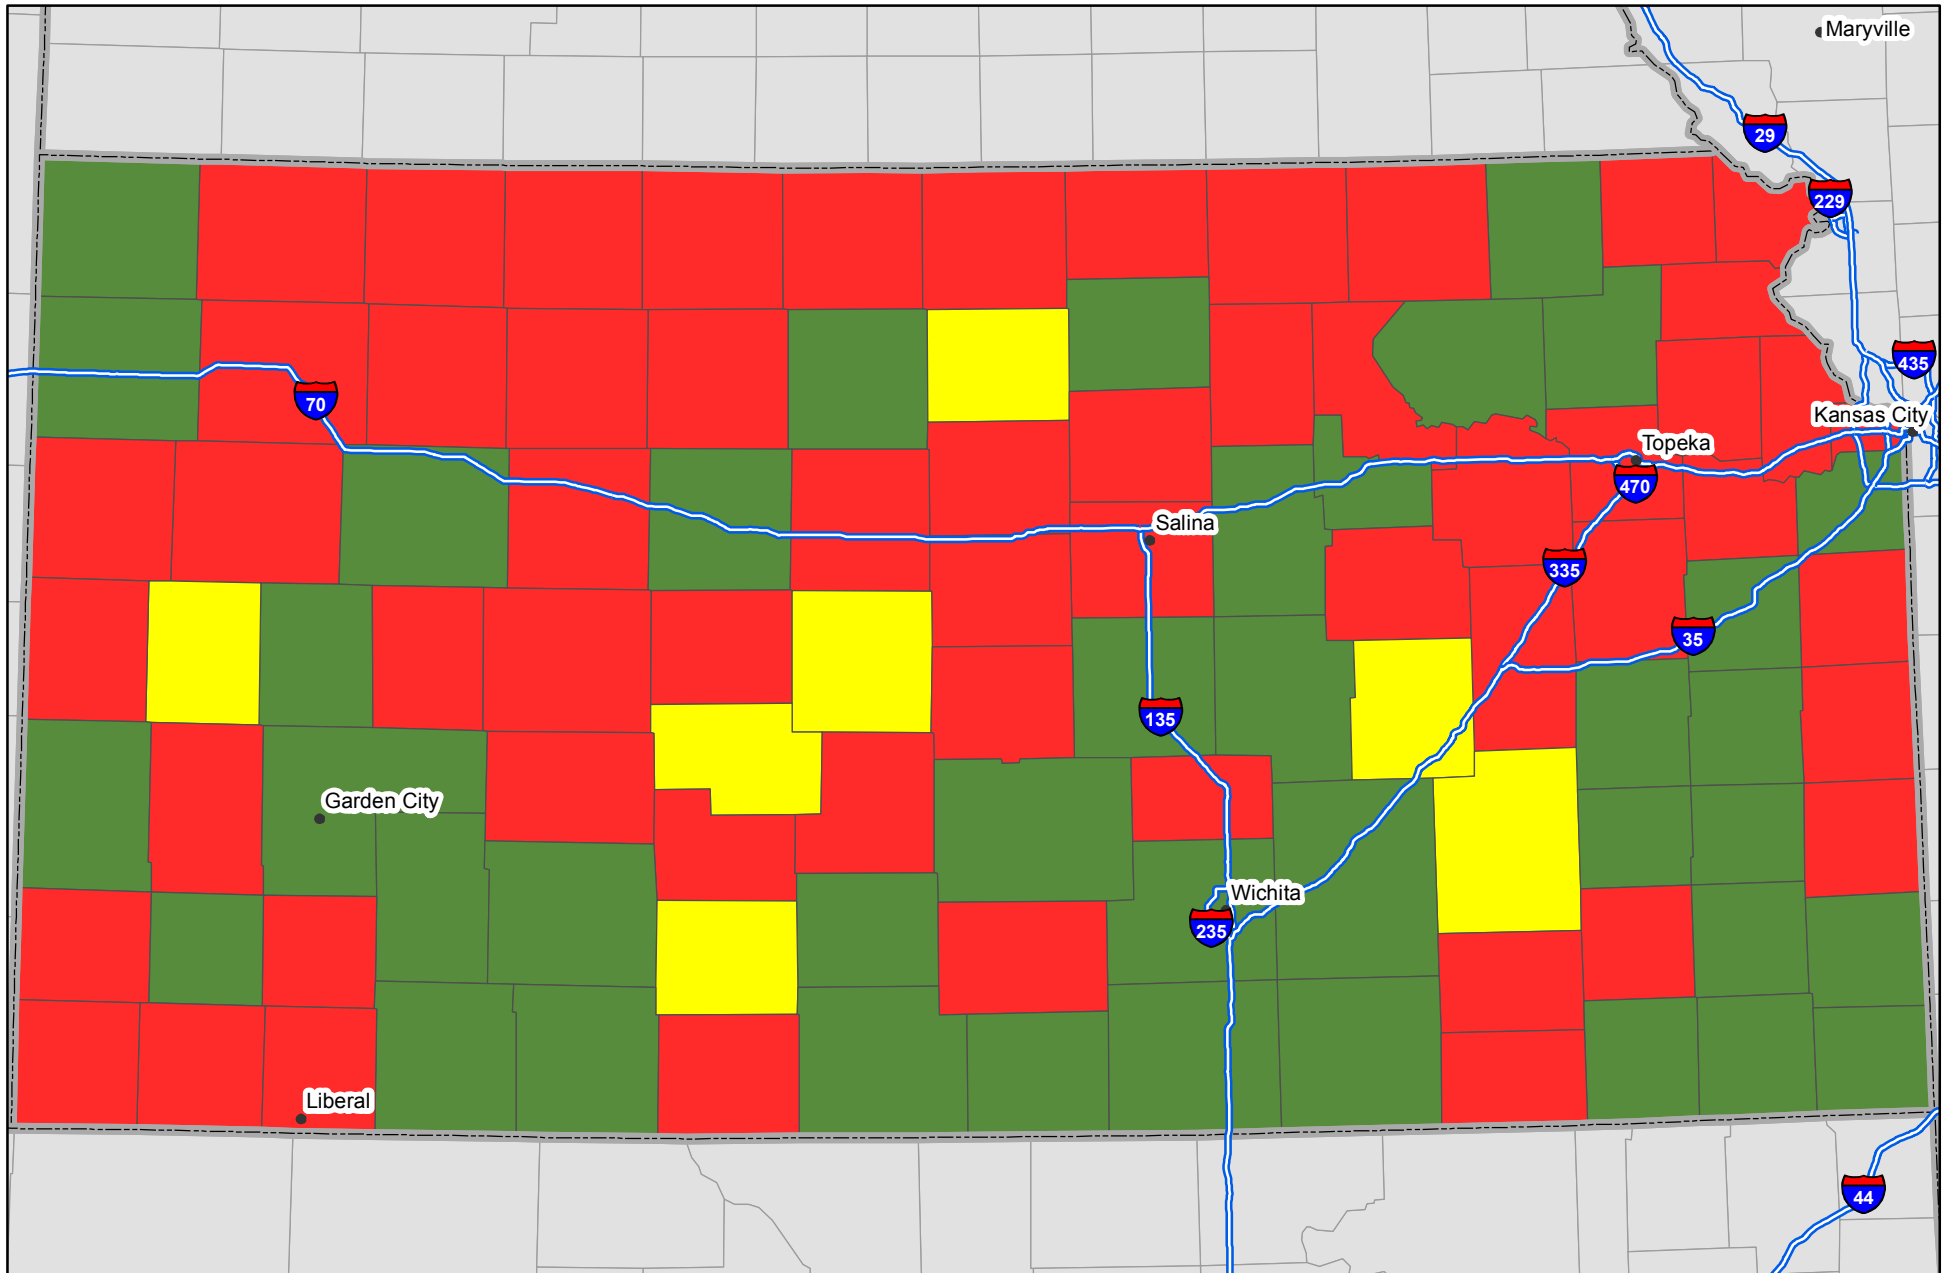 Maryville
29
229
435
Kansas City
70
Topeka
470
Salina
335
35
135
Garden City
Wichita
235
Liberal
44